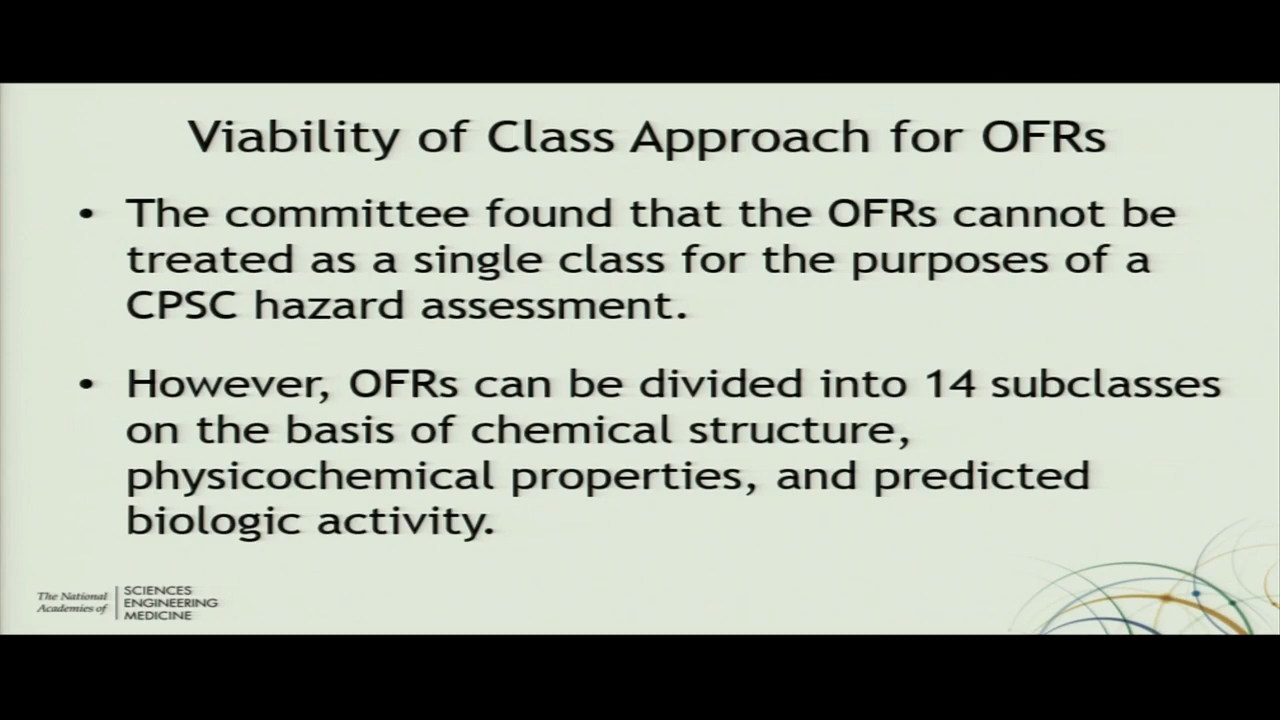 Viability of Class Approach for OFRs
• The committee found that the OFRs cannot be
treated as a single class for the purposes of a
CPSC hazard assessment.
• However, OFRs can be divided into 14 subclasses
on the basis of chemical structure,
physicochemical properties, and predicted
biologic activity.
The National
Academies of
SCIENCES
ENGINEERING
MEDICINE